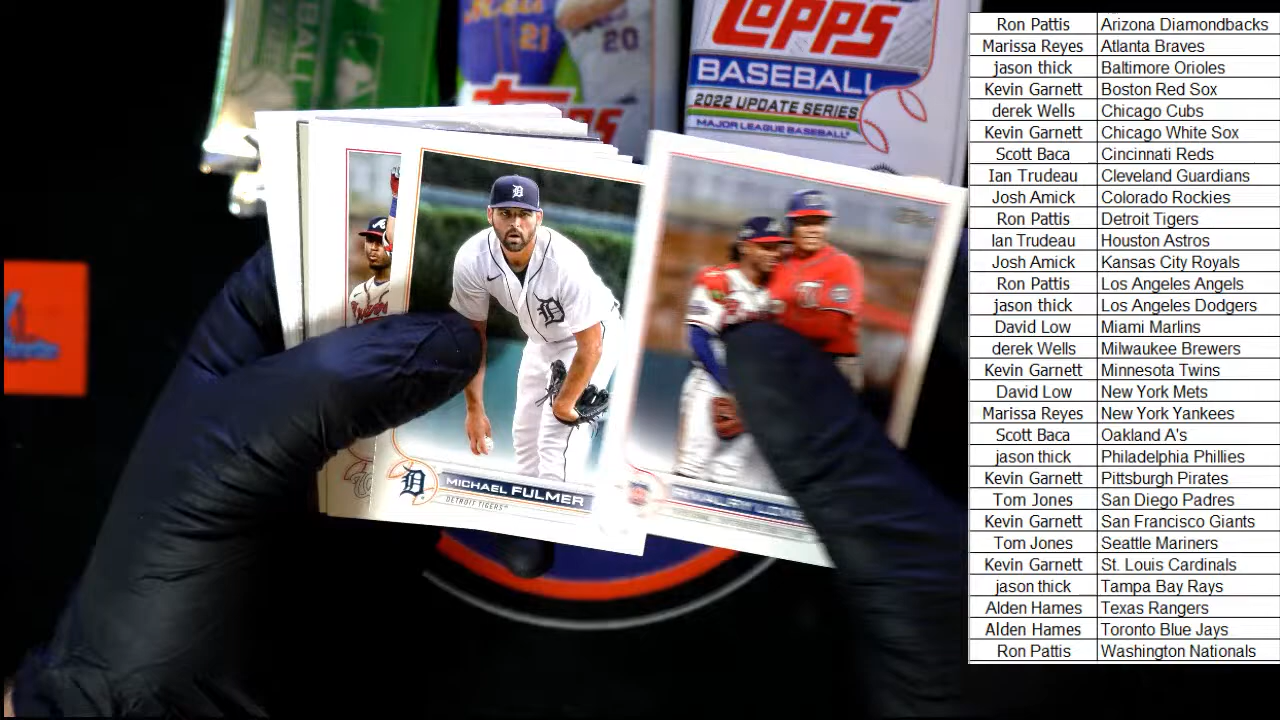 21
20
Topps
BASEBALL
2022 UPDATE SERIES
MAJOR LEAGUE BASEBALL
D
MICHAEL FULMER
DETROIT TIGERS
Ron Pattis Arizona Diamondbacks
Marissa Reyes Atlanta Braves
jason thick Baltimore Orioles
Kevin Garnett Boston Red Sox
derek Wells Chicago Cubs
Kevin Garnett Chicago White Sox
Scott Baca Cincinnati Reds
Ian Trudeau Cleveland Guardians
Josh Amick Colorado Rockies
Ron Pattis Detroit Tigers
Ian Trudeau Houston Astros
Josh Amick Kansas City Royals
Ron Pattis Los Angeles Angels
jason thick Los Angeles Dodgers
David Low Miami Marlins
derek Wells Milwaukee Brewers
Kevin Garnett Minnesota Twins
David Low New York Mets
Marissa Reyes New York Yankees
Scott Baca Oakland A's
jason thick Philadelphia Phillies
Kevin Garnett Pittsburgh Pirates
Tom Jones San Diego Padres
Kevin Garnett San Francisco Giants
Tom Jones Seattle Mariners
Kevin Garnett St. Louis Cardinals
jason thick Tampa Bay Rays
Alden Hames Texas Rangers
Alden Hames Toronto Blue Jays
Ron Pattis Washington Nationals